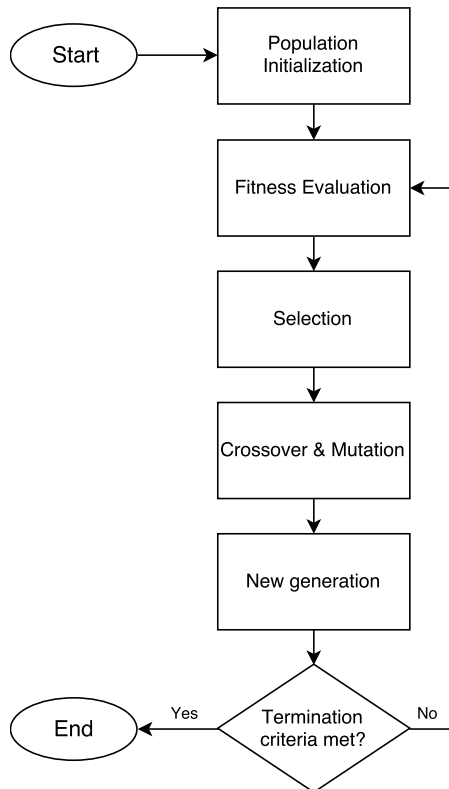 Start
Population
Initialization
Fitness Evaluation
Selection
Crossover & Mutation
New generation
Termination
criteria met?
Yes
No
End